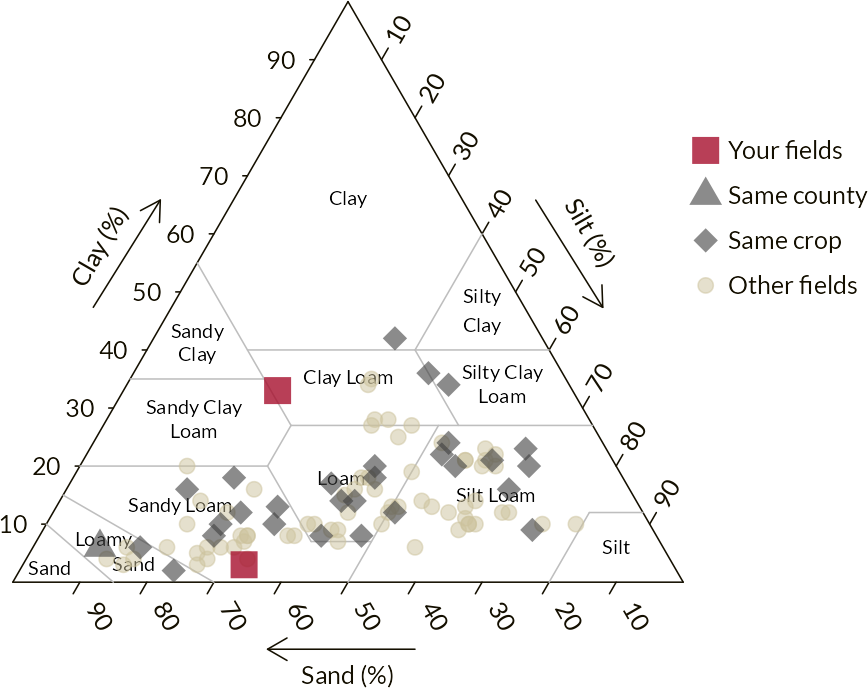 10
90
20
80
30
70
Your fields
Same county
Same crop
Other fields
Clay
40
60
Clay (%)
Silt (%)
50
50
Silty
Clay
60
Sandy
Clay
40
Clay Loam
Silty Clay
Loam
70
30
Sandy Clay
Loam
80
20
Loam
Sandy Loam
Silt Loam
90
10
Loamy
Sand
Silt
Sand
90
80
70
60
50
40
30
20
10
Sand (%)